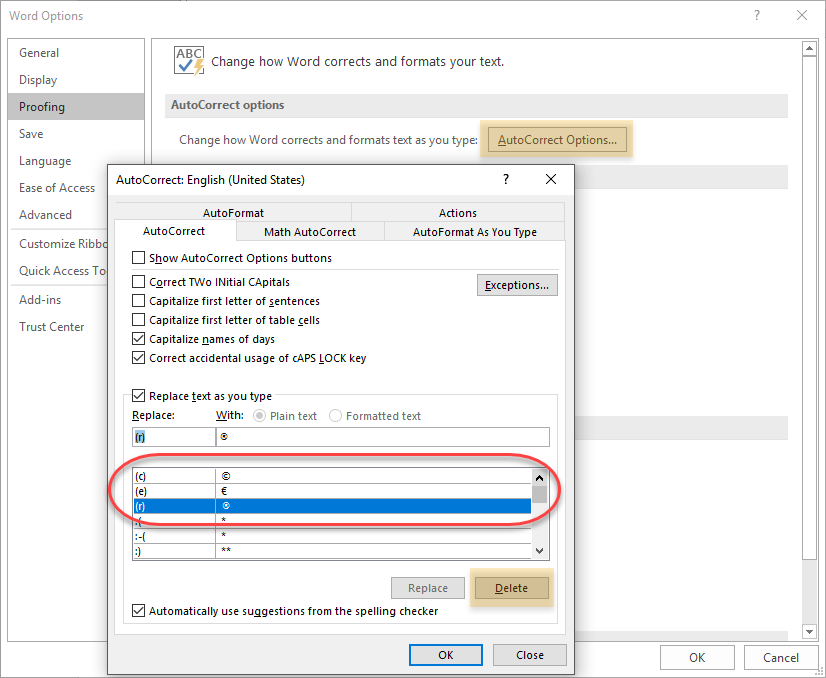 Word Options ?
General
Display
Proofing
Save
Language
Ease of Access
Advanced
Customize Ribbo
Quick Access To
Add-ins
Trust Center
ABC
Change how Word corrects and formats your text.
AutoCorrect options
Change how Word corrects and formats text as you type: AutoCorrect Options...
AutoCorrect: English (United States) ?
AutoFormat Actions
AutoCorrect Math AutoCorrect AutoFormat As You Type
Show AutoCorrect Options buttons
Correct TWo INitial CApitals
Exceptions...
Capitalize first letter of sentences
Capitalize first letter of table cells
Capitalize names of days
Correct accidental usage of cAPS LOCK key
Replace text as you type
Replace: With: Plain text Formatted text
(r) ®
(c) ©
(e) €
(r) ®
:( *
:-( *
:) **
Replace Delete
Automatically use suggestions from the spelling checker
OK Close
OK Cancel